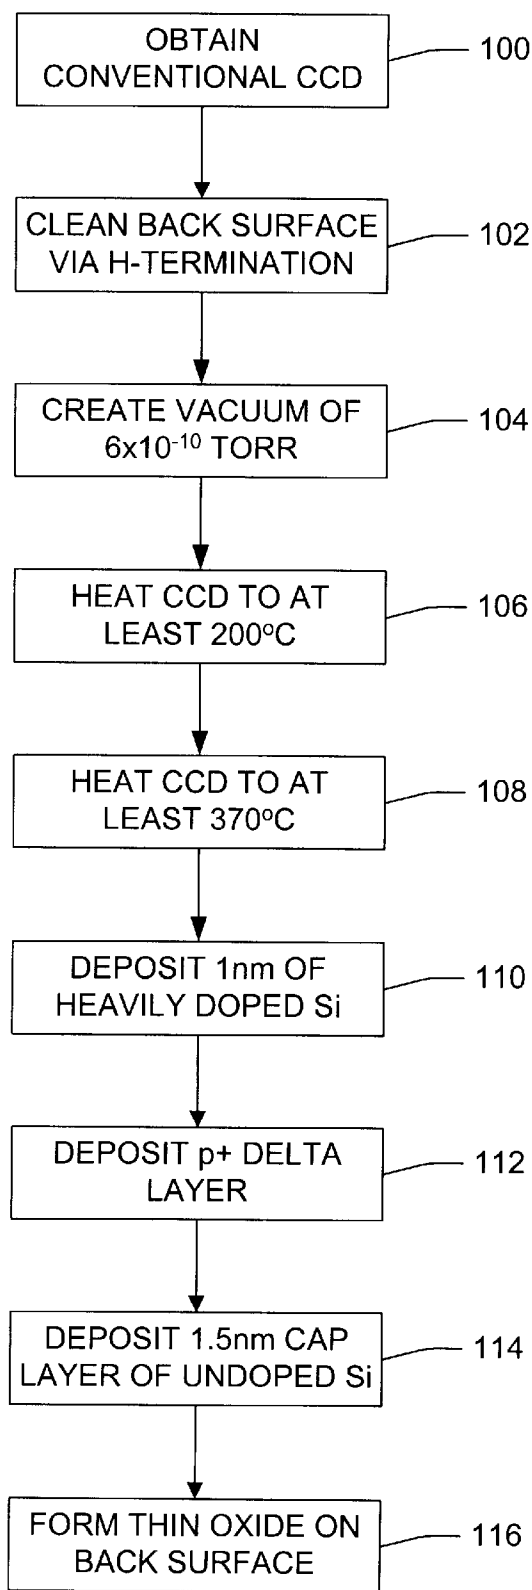 OBTAIN
CONVENTIONAL CCD
100
CLEAN BACK SURFACE
VIA H-TERMINATION
102
CREATE VACUUM OF
6x10⁻¹⁰ TORR
104
HEAT CCD TO AT
LEAST 200ºC
106
HEAT CCD TO AT
LEAST 370ºC
108
DEPOSIT 1nm OF
HEAVILY DOPED Si
110
DEPOSIT p+ DELTA
LAYER
112
DEPOSIT 1.5nm CAP
LAYER OF UNDOPED Si
114
FORM THIN OXIDE ON
BACK SURFACE
116